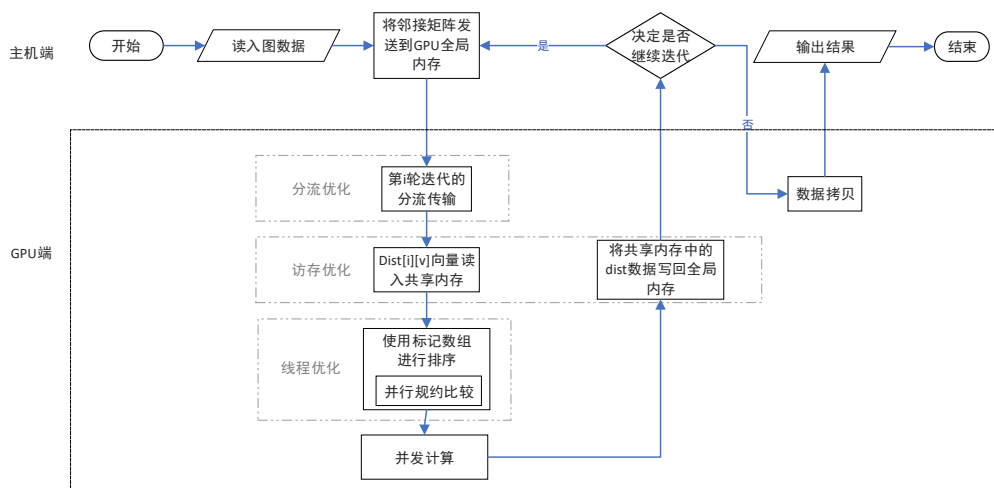 主机端
开始
读入图数据
将邻接矩阵发
送到GPU全局
内存
是
决定是否
继续迭代
输出结果
结束
否
GPU端
分流优化
第i轮迭代的
分流传输
数据拷贝
访存优化
Dist[i][v]向量读
入共享内存
将共享内存中的
dist数据写回全局
内存
线程优化
使用标记数组
进行排序
并行规约比较
并发计算